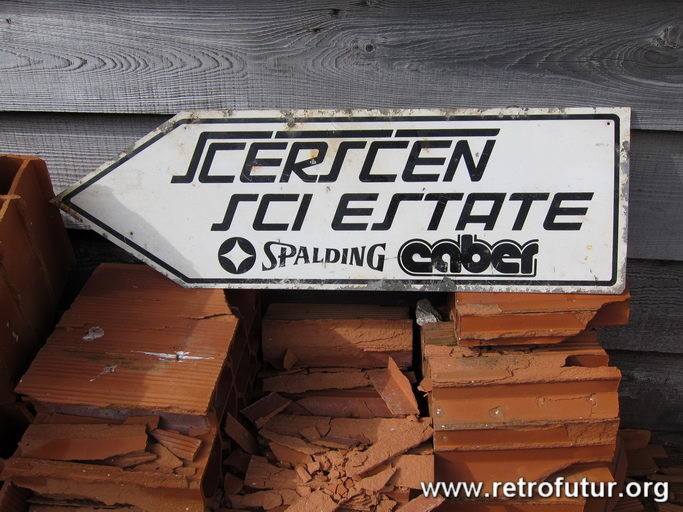 SCERSCEN
SCI ESTATE
SPALDING caber
www.retrofutur.org